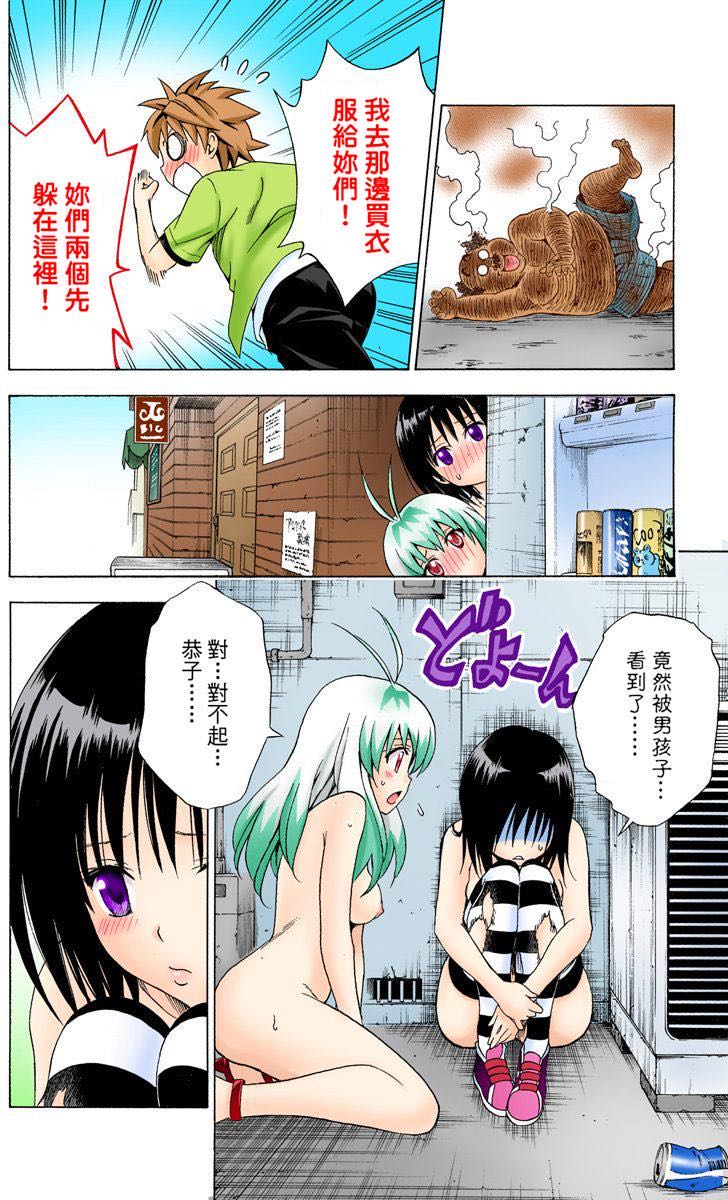 我去那邊買衣
服給妳們！
妳們兩個先
躲在這裡！
竟然被男孩子…
看到了……
どよーん
對…對不起…
恭子……